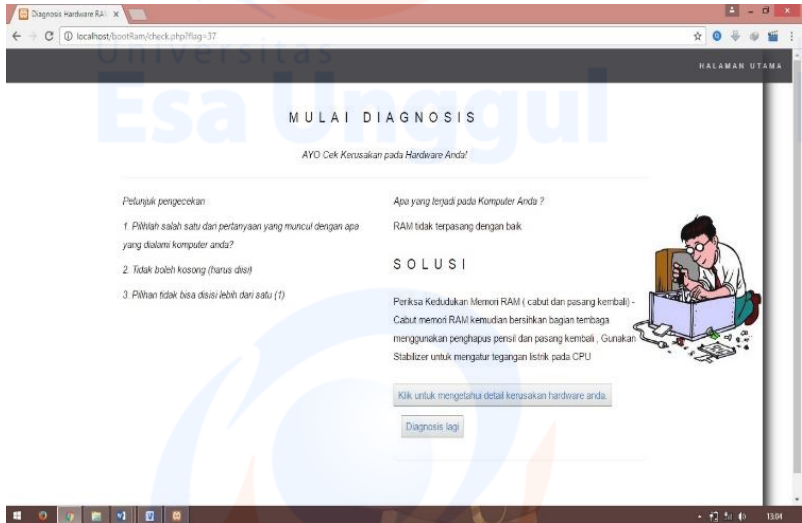 Diagnosis Hardware RA
localhost/bootRam/check.php?flag=37
HALAMAN UTAMA
Universitas
Esa Unggul
MULAI DIAGNOSIS
AYO Cek Kerusakan pada Hardware Anda!
Petunjuk pengecekan
1. Pilihlah salah satu dari pertanyaan yang muncul dengan apa
yang dialami komputer anda?
2. Tidak boleh kosong (harus diisi)
3. Pilihan tidak bisa disisi lebih dari satu (1)
Apa yang terjadi pada Komputer Anda ?
RAM tidak terpasang dengan baik
SOLUSI
Periksa Kedudukan Memori RAM ( cabut dan pasang kembali) -
Cabut memori RAM kemudian bersihkan bagian tembaga
menggunakan penghapus pensil dan pasang kembali ; Gunakan
Stabilizer untuk mengatur tegangan listrik pada CPU
Klik untuk mengetahui detail kerusakan hardware anda.
Diagnosis lagi
13:04